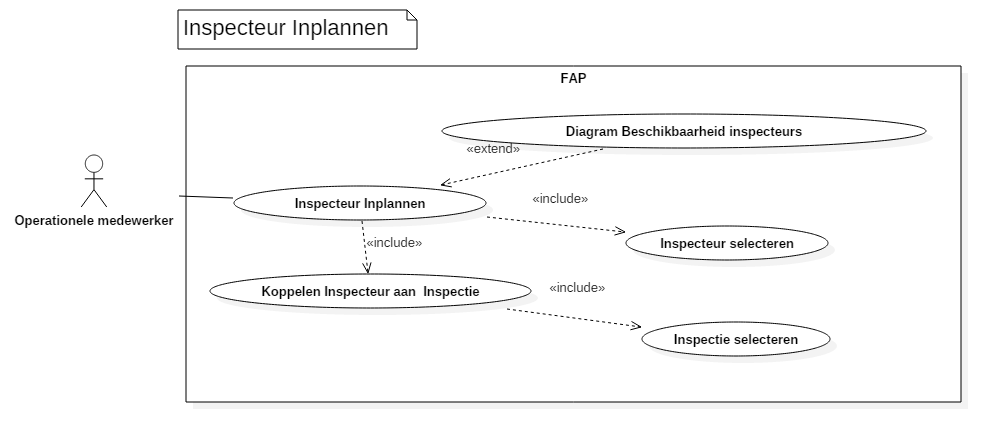 Inspecteur Inplannen
FAP
Diagram Beschikbaarheid inspecteurs
«extend»
«include»
Inspecteur Inplannen
Operationele medewerker
«include»
Inspecteur selecteren
Koppelen Inspecteur aan  Inspectie
«include»
Inspectie selecteren